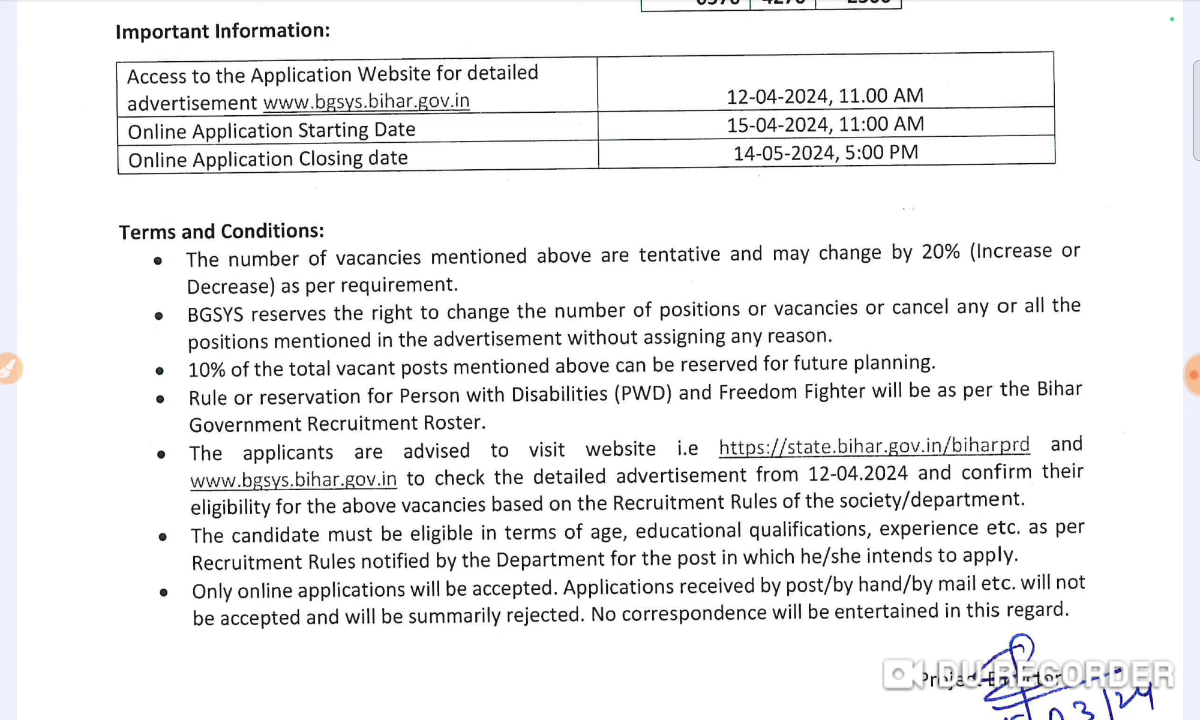 Important Information:
Access to the Application Website for detailed
advertisement www.bgsys.bihar.gov.in
12-04-2024, 11.00 AM
Online Application Starting Date
15-04-2024, 11:00 AM
Online Application Closing date
14-05-2024, 5:00 PM
Terms and Conditions:
• The number of vacancies mentioned above are tentative and may change by 20% (Increase or
Decrease) as per requirement.
• BGSYS reserves the right to change the number of positions or vacancies or cancel any or all the
positions mentioned in the advertisement without assigning any reason.
• 10% of the total vacant posts mentioned above can be reserved for future planning.
• Rule or reservation for Person with Disabilities (PWD) and Freedom Fighter will be as per the Bihar
Government Recruitment Roster.
• The applicants are advised to visit website i.e https://state.bihar.gov.in/biharprd and
www.bgsys.bihar.gov.in to check the detailed advertisement from 12-04.2024 and confirm their
eligibility for the above vacancies based on the Recruitment Rules of the society/department.
• The candidate must be eligible in terms of age, educational qualifications, experience etc. as per
Recruitment Rules notified by the Department for the post in which he/she intends to apply.
• Only online applications will be accepted. Applications received by post/by hand/by mail etc. will not
be accepted and will be summarily rejected. No correspondence will be entertained in this regard.
DU RECORDER
03/24